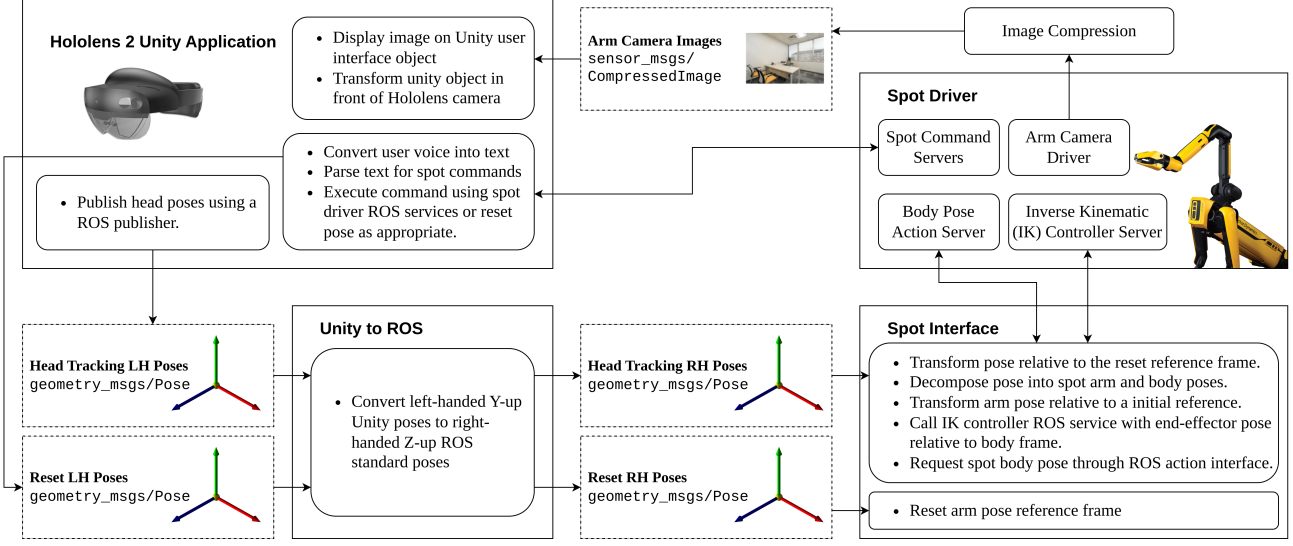 Hololens 2 Unity Application
• Display image on Unity user
interface object
• Transform unity object in
front of Hololens camera
• Convert user voice into text
• Parse text for spot commands
• Execute command using spot
driver ROS services or reset
pose as appropriate.
• Publish head poses using a
ROS publisher.
Arm Camera Images
sensor_msgs/
CompressedImage
Image Compression
Spot Driver
Spot Command
Servers
Arm Camera
Driver
Body Pose
Action Server
Inverse Kinematic
(IK) Controller Server
Head Tracking LH Poses
geometry_msgs/Pose
Reset LH Poses
geometry_msgs/Pose
Unity to ROS
• Convert left-handed Y-up
Unity poses to right-
handed Z-up ROS
standard poses
Head Tracking RH Poses
geometry_msgs/Pose
Reset RH Poses
geometry_msgs/Pose
Spot Interface
• Transform pose relative to the reset reference frame.
• Decompose pose into spot arm and body poses.
• Transform arm pose relative to a initial reference.
• Call IK controller ROS service with end-effector pose
relative to body frame.
• Request spot body pose through ROS action interface.
• Reset arm pose reference frame